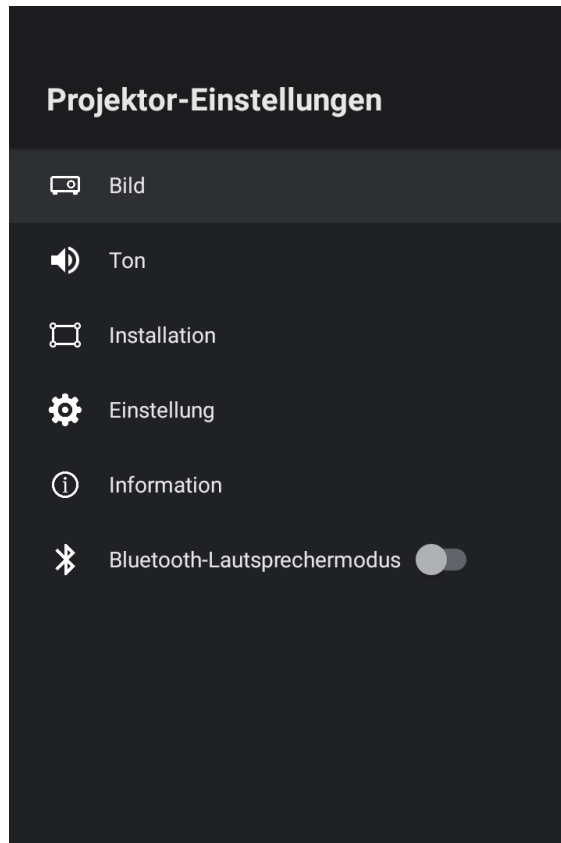 Projektor-Einstellungen
Bild
Ton
Installation
Einstellung
Information
Bluetooth-Lautsprechermodus